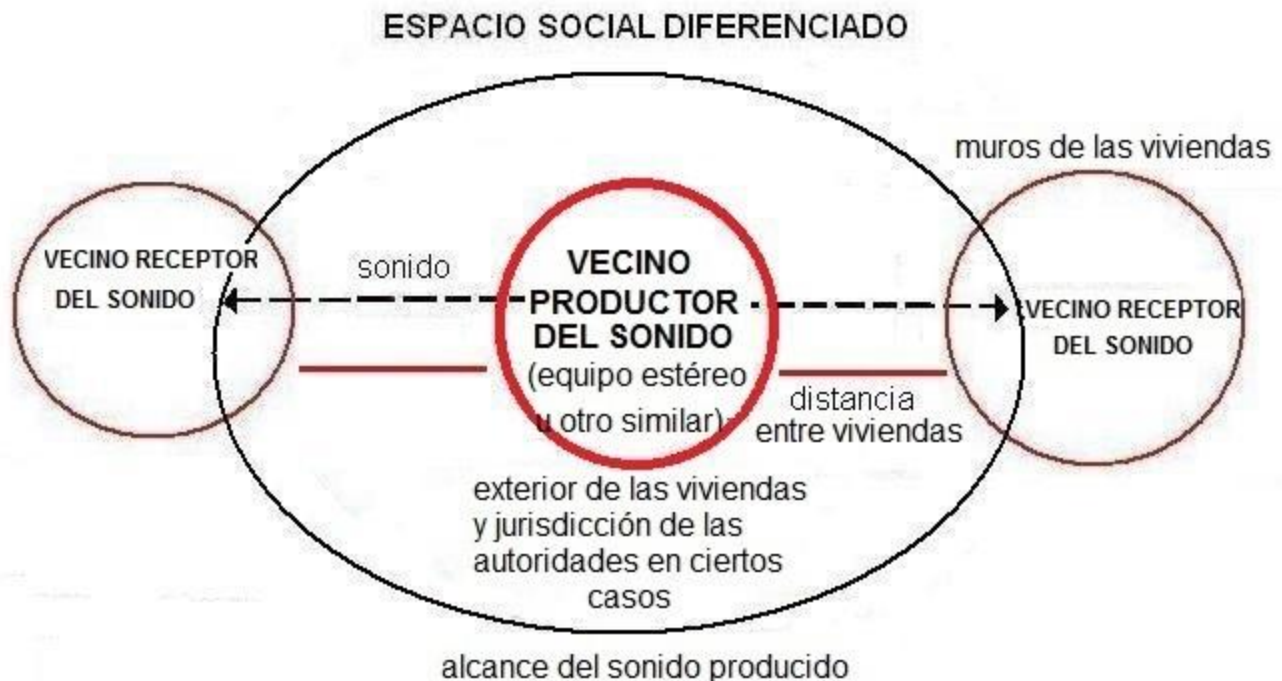 ESPACIO SOCIAL DIFERENCIADO
muros de las viviendas
VECINO RECEPTOR
DEL SONIDO
sonido
VECINO
PRODUCTOR
DEL SONIDO
(equipo estéreo
u otro similar)
VECINO RECEPTOR
DEL SONIDO
distancia
entre viviendas
exterior de las viviendas
y jurisdicción de las
autoridades en ciertos
casos
alcance del sonido producido